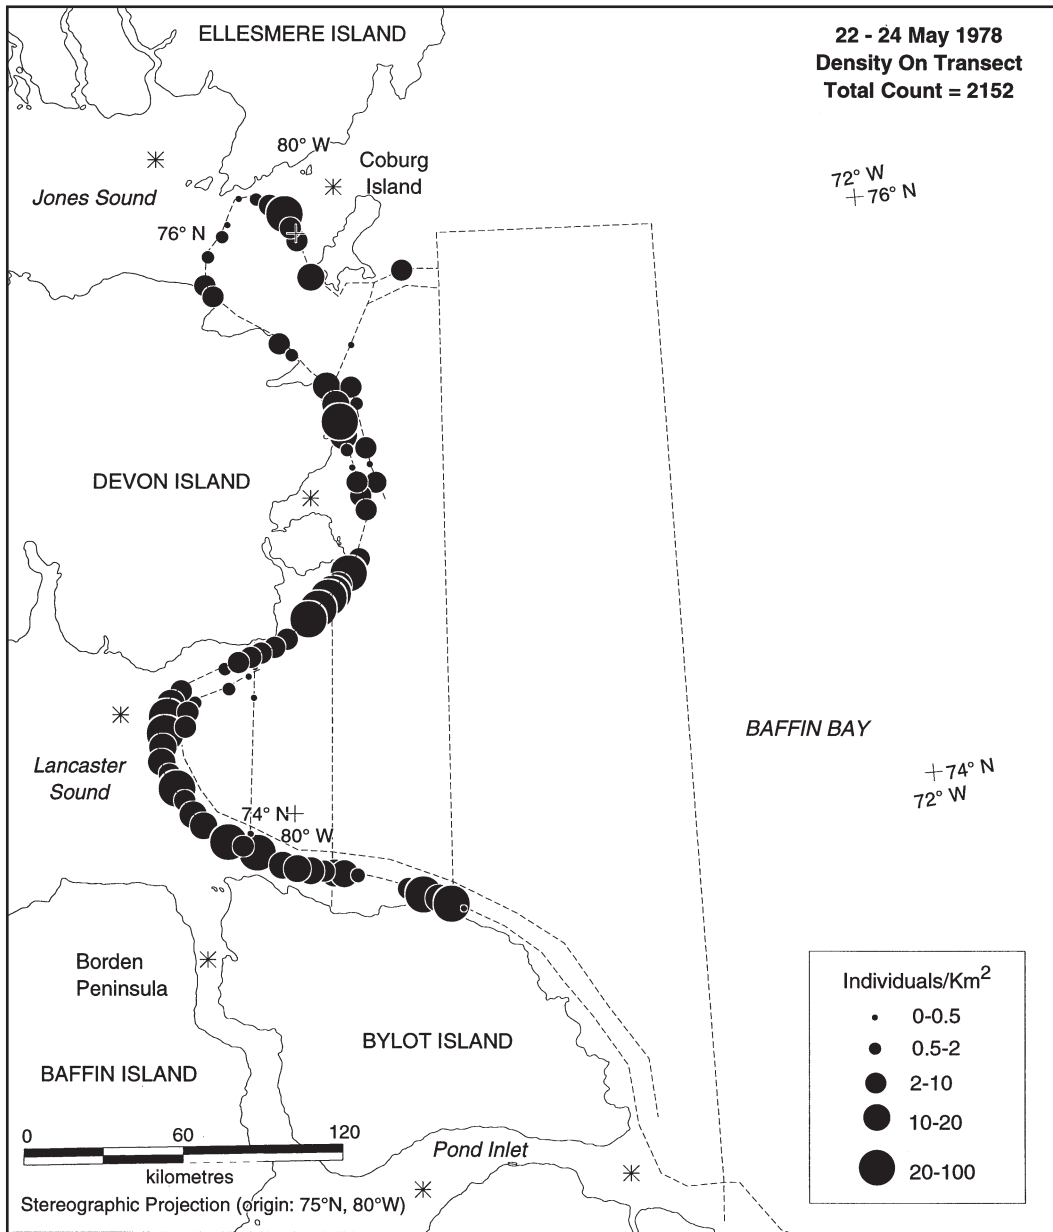 ELLESMERE ISLAND
22 - 24 May 1978
Density On Transect
Total Count = 2152
80° W
Coburg
Island
72° W
76° N
Jones Sound
76° N
DEVON ISLAND
BAFFIN BAY
Lancaster
Sound
74° N
72° W
74° N
80° W
Borden
Peninsula
Individuals/Km²
0-0.5
0.5-2
2-10
10-20
20-100
BYLOT ISLAND
BAFFIN ISLAND
0 60 120
kilometres
Pond Inlet
Stereographic Projection (origin: 75°N, 80°W)